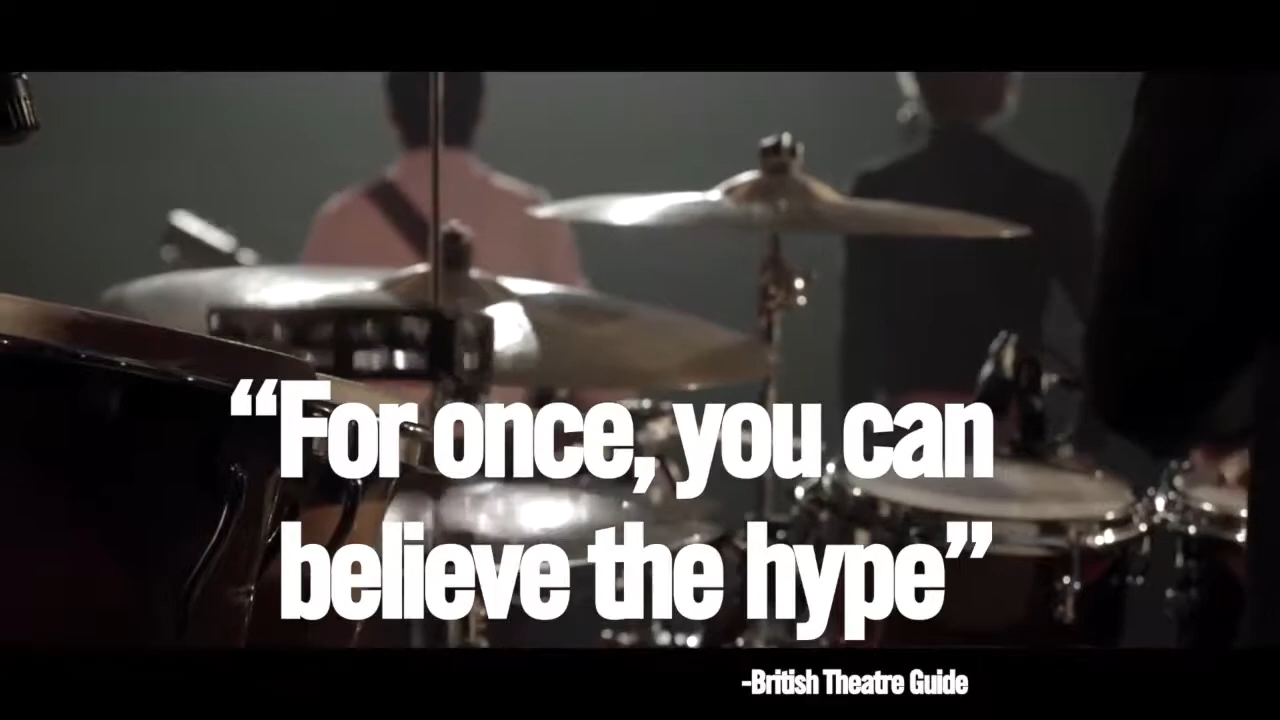 “For once, you can
believe the hype”
-British Theatre Guide